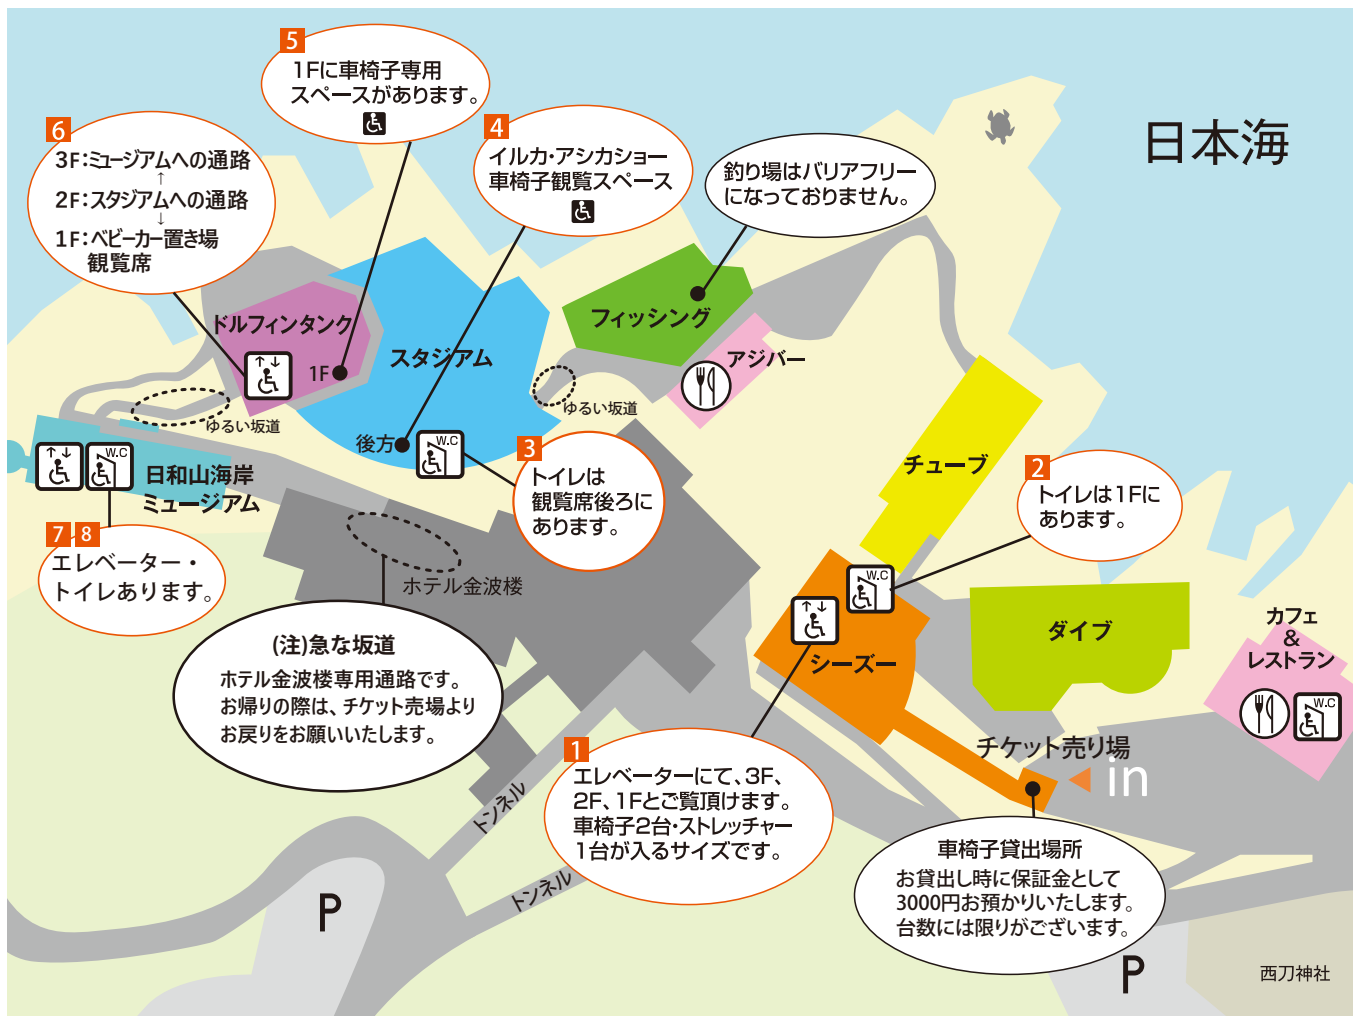 日本海
5
1Fに車椅子専用
スペースがあります。
6
3F:ミュージアムへの通路
↑
2F:スタジアムへの通路
↓
1F:ベビーカー置き場
観覧席
4
イルカ・アシカショー
車椅子観覧スペース
釣り場はバリアフリー
になっておりません。
ドルフィンタンク
1F
スタジアム
後方
フィッシング
アジバー
ゆるい坂道
ゆるい坂道
W.C
W.C
日和山海岸
ミュージアム
7 8
エレベーター・
トイレあります。
3
トイレは
観覧席後ろに
あります。
チューブ
2
トイレは1Fに
あります。
ホテル金波楼
(注)急な坂道
ホテル金波楼専用通路です。
お帰りの際は、チケット売場より
お戻りをお願いいたします。
W.C
シーズー
ダイブ
カフェ
&
レストラン
W.C
1
エレベーターにて、3F、
2F、1Fとご覧頂けます。
車椅子2台・ストレッチャー
1台が入るサイズです。
チケット売り場
in
トンネル
トンネル
車椅子貸出場所
お貸出し時に保証金として
3000円お預かりいたします。
台数には限りがございます。
P
P
西刀神社